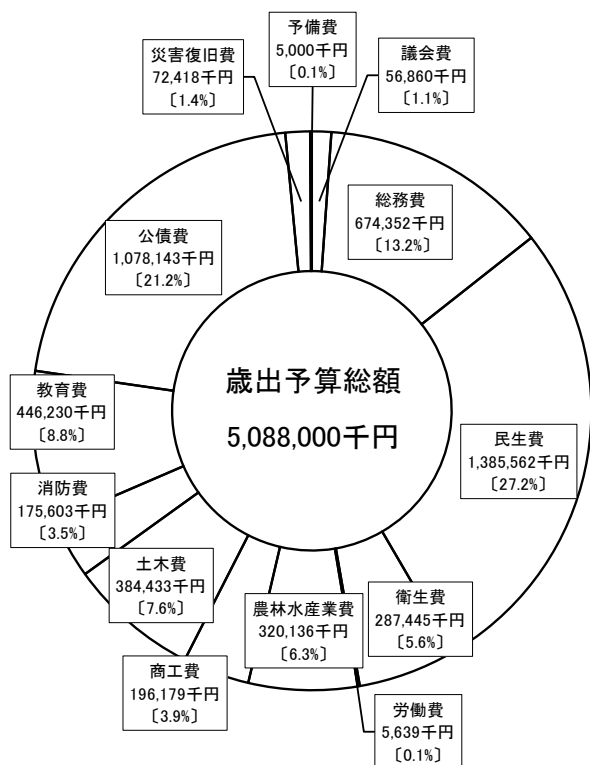 予備費
5,000千円
〔0.1%〕
災害復旧費
72,418千円
〔1.4%〕
議会費
56,860千円
〔1.1%〕
総務費
674,352千円
〔13.2%〕
公債費
1,078,143千円
〔21.2%〕
歳出予算総額
5,088,000千円
教育費
446,230千円
〔8.8%〕
民生費
1,385,562千円
〔27.2%〕
消防費
175,603千円
〔3.5%〕
土木費
384,433千円
〔7.6%〕
農林水産業費
320,136千円
〔6.3%〕
衛生費
287,445千円
〔5.6%〕
商工費
196,179千円
〔3.9%〕
労働費
5,639千円
〔0.1%〕